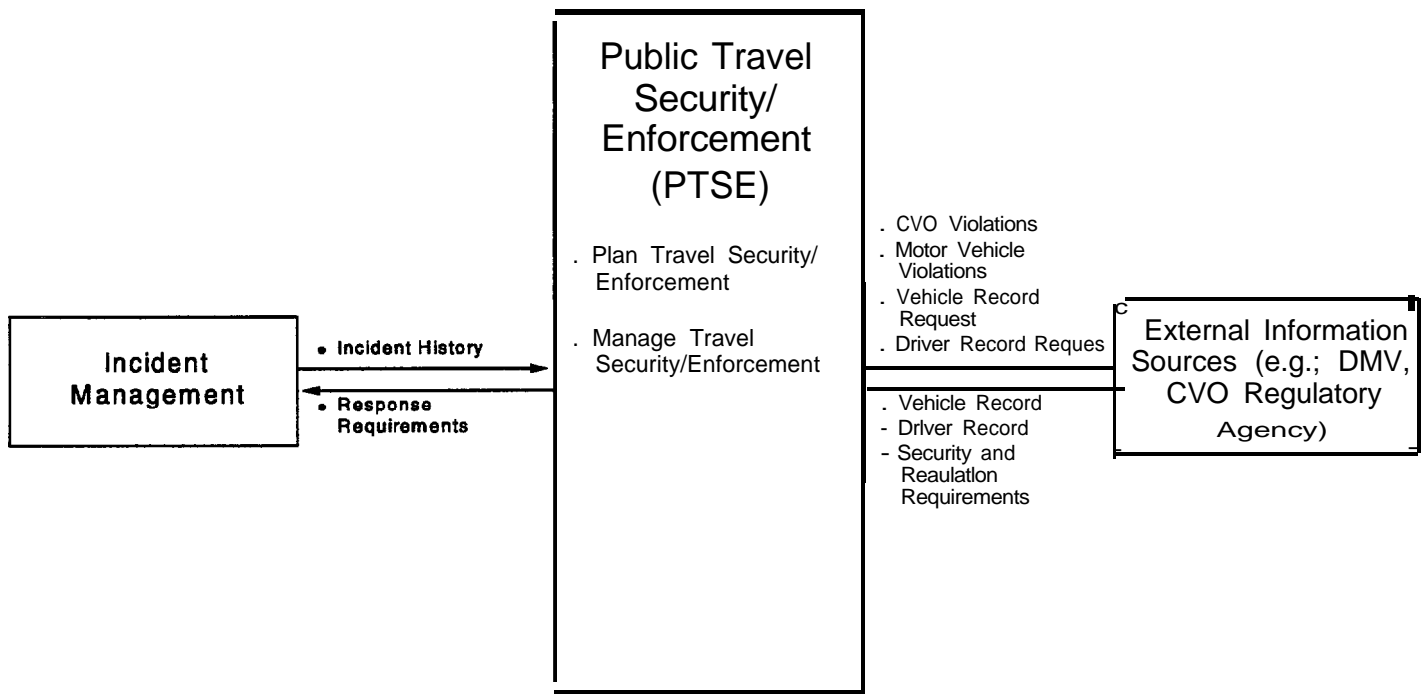 Incident
Management
• Incident History
• Response
Requirements
Public Travel
Security/
Enforcement
(PTSE)
. Plan Travel Security/
Enforcement
. Manage Travel
Security/Enforcement
. CVO Violations
. Motor Vehicle
Violations
. Vehicle Record
Request
. Driver Record Reques
. Vehicle Record
- Drlver Record
- Security and
Reaulatlon
Requirements
C
External Information
Sources (e.g.; DMV,
CVO Regulatory
Agency)